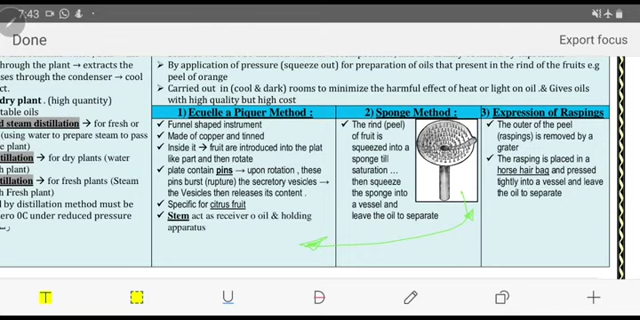 7:43
Done
Export focus
through the plant → extracts the
ses through the condenser → cool
ct.
dry plant. (high quantity)
table oils
d steam distillation → for fresh or
(using water to prepare steam to pass
e plant)
tillation → for dry plants (water
h plant)
tillation → for fresh plants (Steam
h Fresh plant)
l by distillation method must be
ero 0C under reduced pressure
➢ By application of pressure (squeeze out) for preparation of oils that present in the rind of the fruits e.g
peel of orange
➢ Carried out in (cool & dark) rooms to minimize the harmful effect of heat or light on oil .& Gives oils
with high quality but high cost
1) Ecuelle a Piquer Method :
✓ Funnel shaped instrument
✓ Made of copper and tinned
✓ Inside it → fruit are introduced into the plat
like part and then rotate
✓ plate contain pins → upon rotation , these
pins burst (rupture) the secretory vesicles →
the Vesicles then releases its content .
✓ Specific for citrus fruit
✓ Stem act as receiver o oil & holding
apparatus
2) Sponge Method :
✓ The rind (peel)
of fruit is
squeezed into a
sponge till
saturation ...
then squeeze
the sponge into
a vessel and
leave the oil to separate
3) Expression of Raspings
✓ The outer of the peel
(raspings) is removed by a
grater
✓ The rasping is placed in a
horse hair bag and pressed
tightly into a vessel and leave
the oil to separate
T
U
D